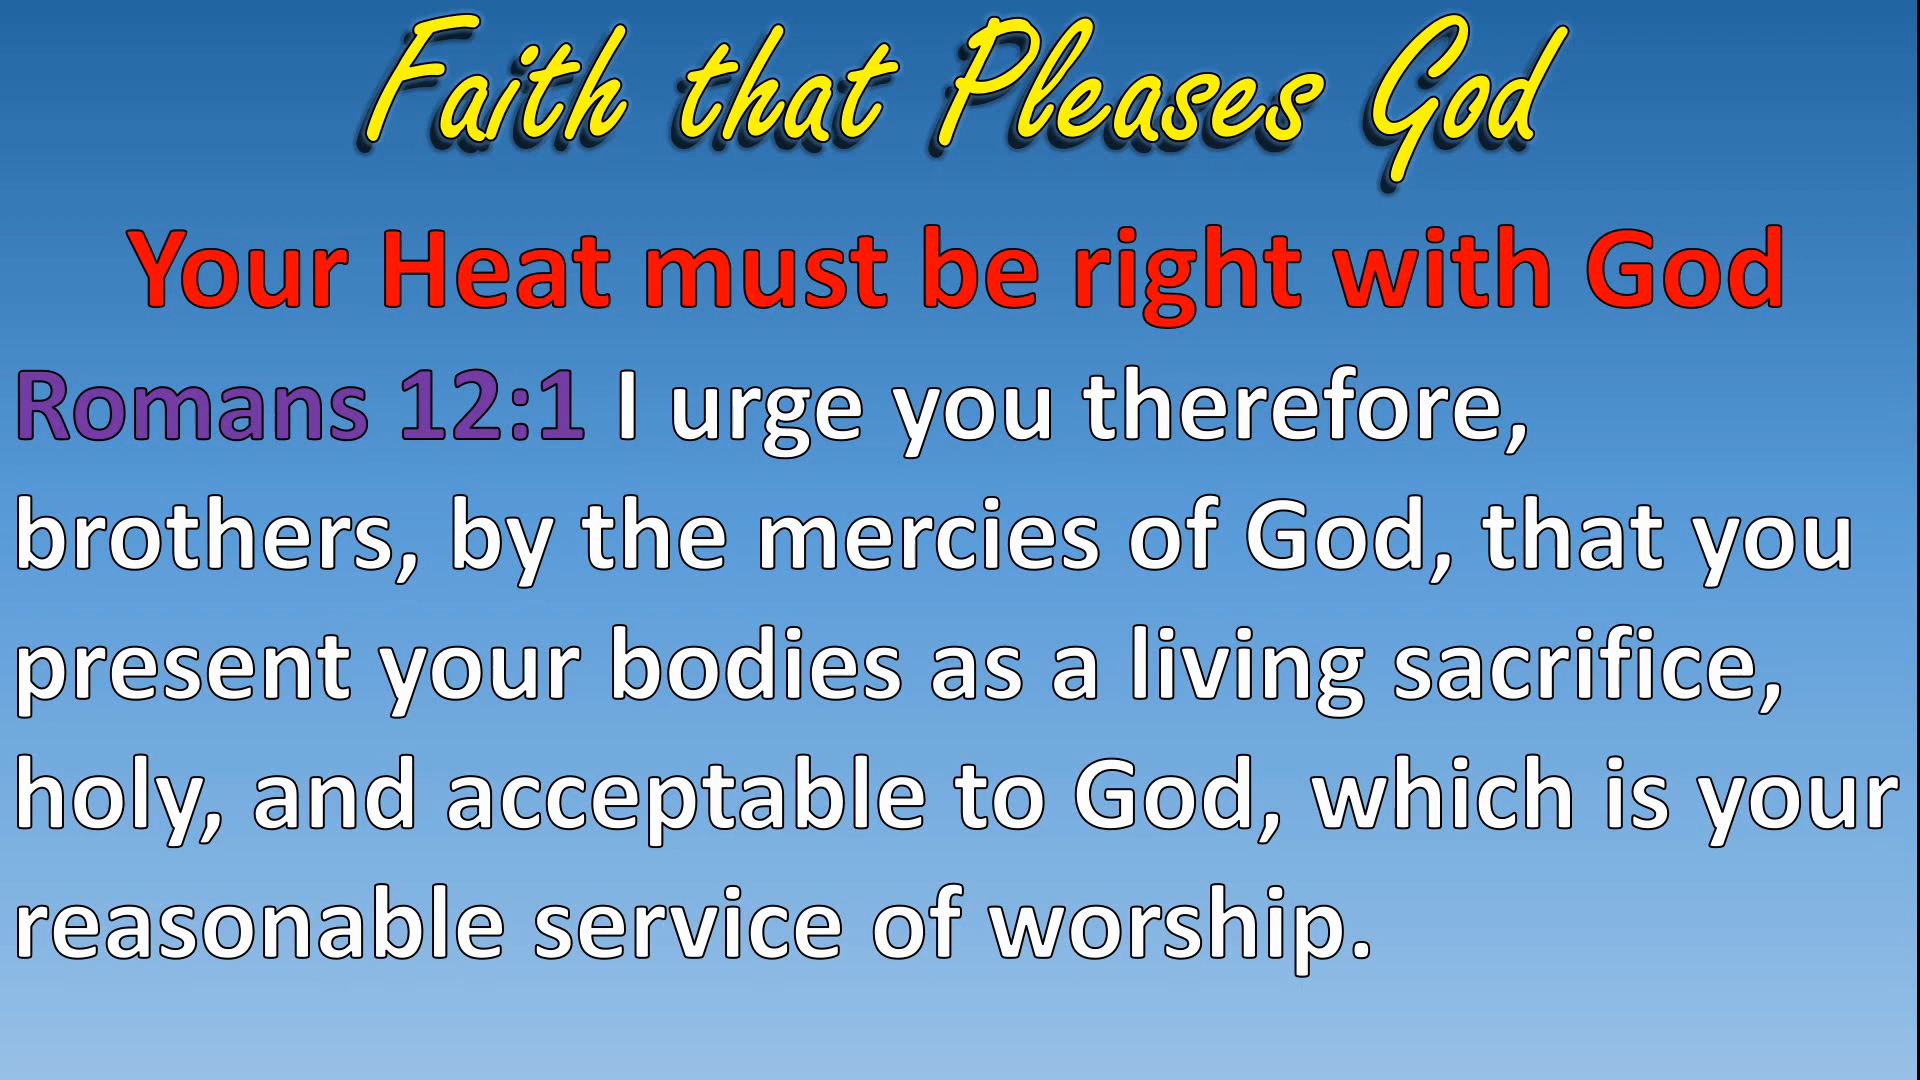 Faith that Pleases God
Your Heat must be right with God
Romans 12:1 I urge you therefore,
brothers, by the mercies of God, that you
present your bodies as a living sacrifice,
holy, and acceptable to God, which is your
reasonable service of worship.